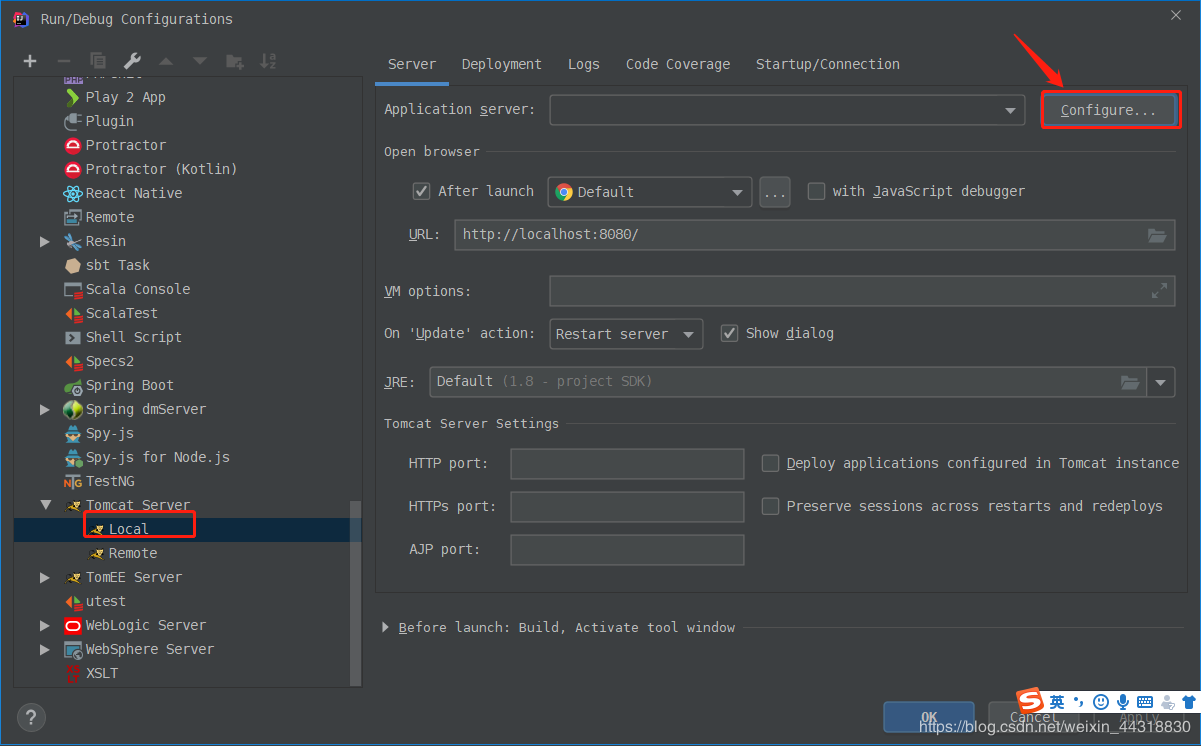 Run/Debug Configurations
PHP
Play 2 App
Plugin
Protractor
Protractor (Kotlin)
React Native
Remote
Resin
sbt Task
Scala Console
ScalaTest
Shell Script
Specs2
Spring Boot
Spring dmServer
Spy-js
Spy-js for Node.js
TestNG
Tomcat Server
Local
Remote
TomEE Server
utest
WebLogic Server
WebSphere Server
XSLT
Server Deployment Logs Code Coverage Startup/Connection
Application server: Configure...
Open browser
After launch Default ... with JavaScript debugger
URL: http://localhost:8080/
VM options:
On 'Update' action: Restart server Show dialog
JRE: Default (1.8 - project SDK)
Tomcat Server Settings
HTTP port: Deploy applications configured in Tomcat instance
HTTPs port: Preserve sessions across restarts and redeploys
AJP port:
Before launch: Build, Activate tool window
S 英
? OK Cancel Apply
https://blog.csdn.net/weixin_44318830